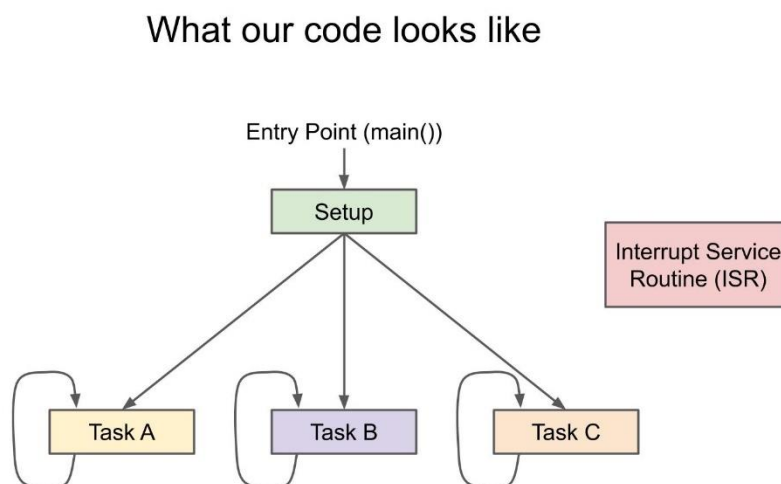 What our code looks like
Entry Point (main())
Setup
Interrupt Service
Routine (ISR)
Task A
Task B
Task C